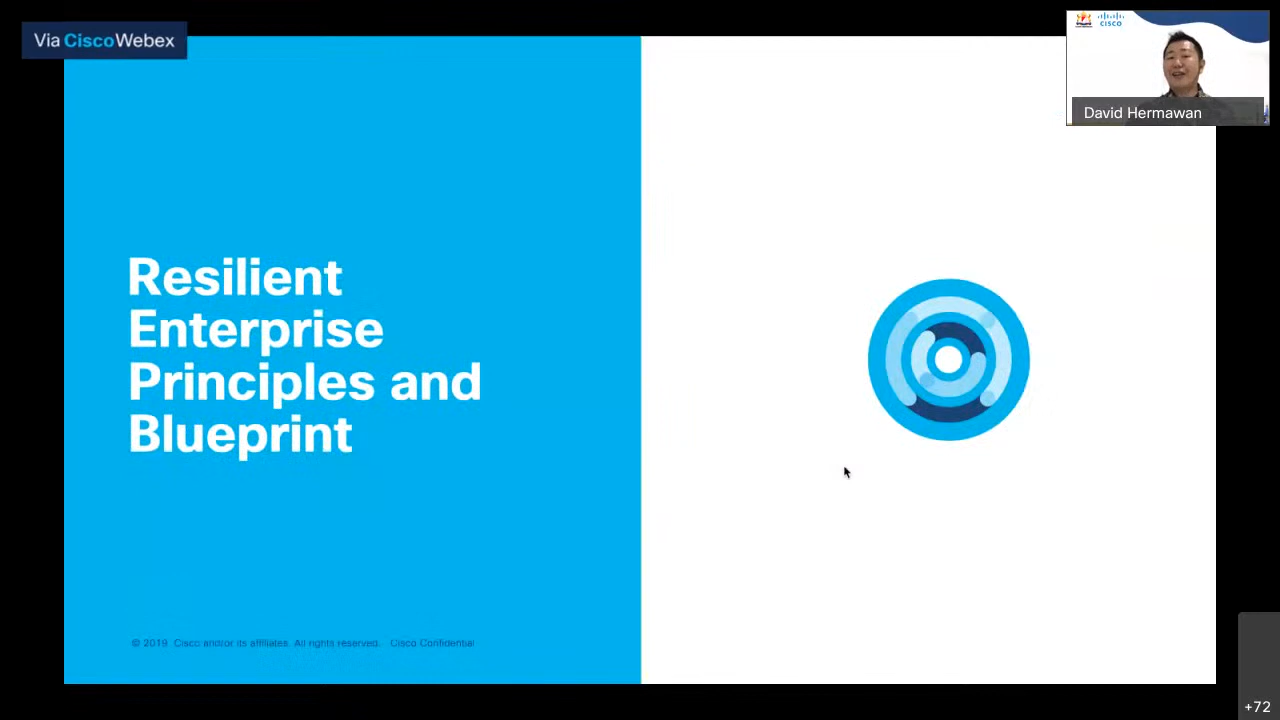 Via CiscoWebex
CISCO
David Hermawan
Resilient
Enterprise
Principles and
Blueprint
© 2019 Cisco and/or its affiliates. All rights reserved. Cisco Confidential
+72